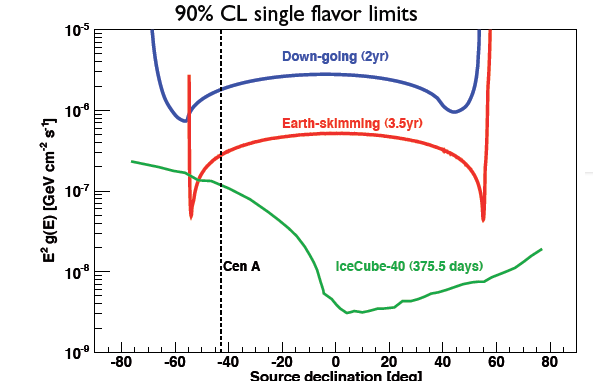 90% CL single flavor limits
10⁻⁵
Down-going (2yr)
10⁻⁶
Earth-skimming (3.5yr)
E² g(E) [GeV cm⁻² s⁻¹]
10⁻⁷
10⁻⁸
Cen A
IceCube-40 (375.5 days)
10⁻⁹
-80 -60 -40 -20 0 20 40 60 80
Source declination [deg]